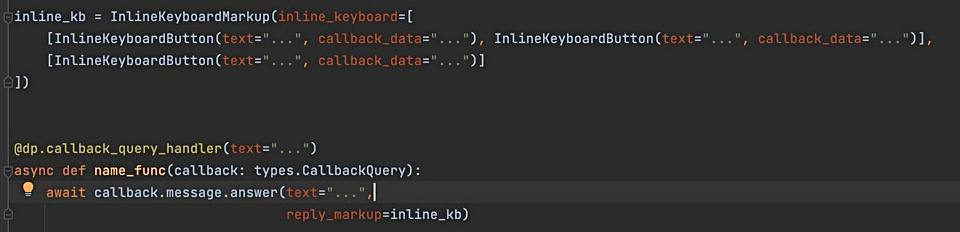 inline_kb = InlineKeyboardMarkup(inline_keyboard=[
    [InlineKeyboardButton(text="...", callback_data="..."), InlineKeyboardButton(text="...", callback_data="...")],
    [InlineKeyboardButton(text="...", callback_data="...")]
])
@dp.callback_query_handler(text="...")
async def name_func(callback: types.CallbackQuery):
    await callback.message.answer(text="...",
                                  reply_markup=inline_kb)